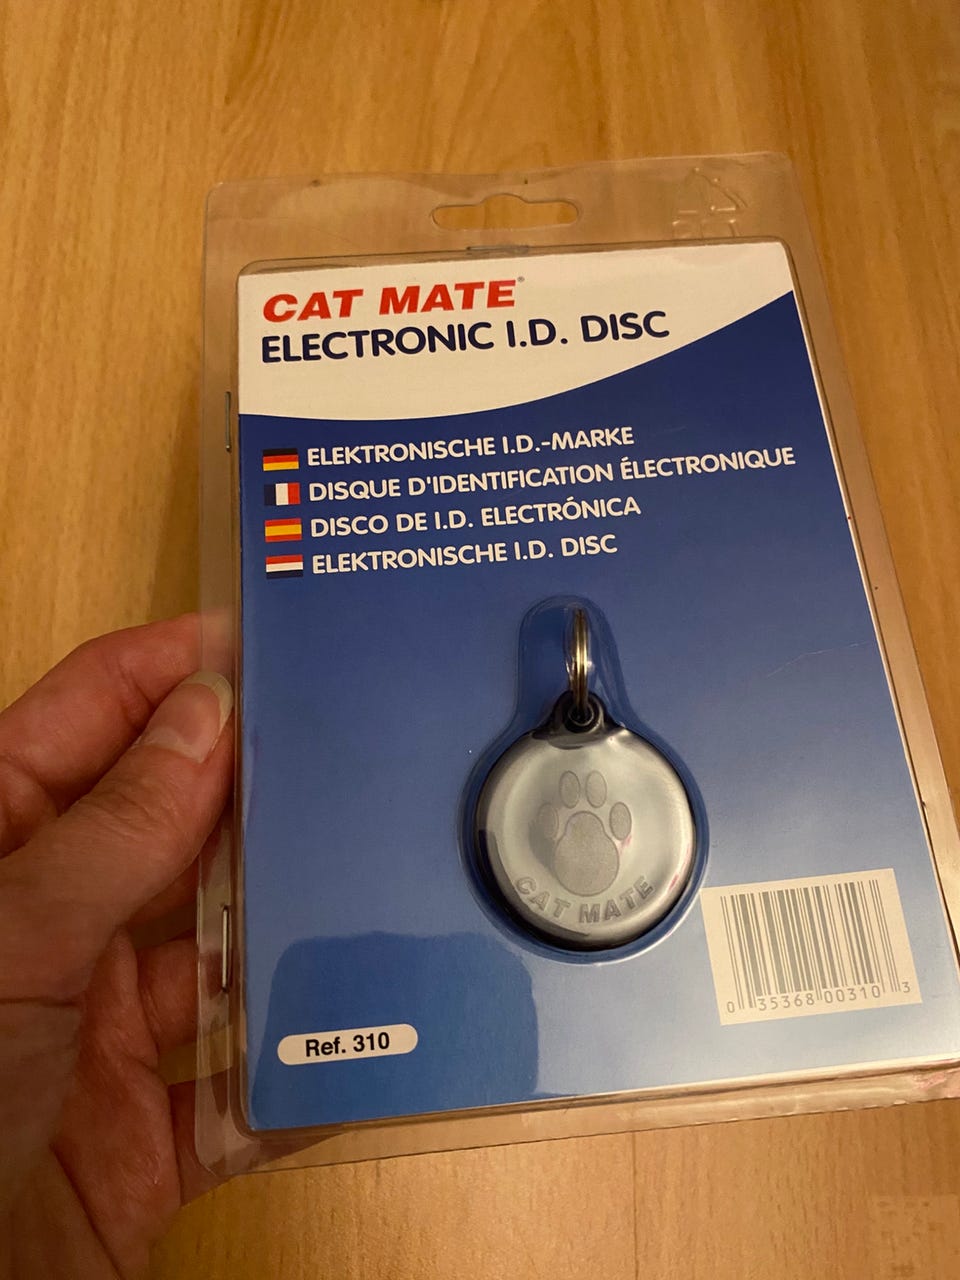 CAT MATE®
ELECTRONIC I.D. DISC
ELEKTRONISCHE I.D.-MARKE
DISQUE D'IDENTIFICATION ÉLECTRONIQUE
DISCO DE I.D. ELECTRÓNICA
ELEKTRONISCHE I.D. DISC
CAT MATE
0 35368 00310 3
Ref. 310